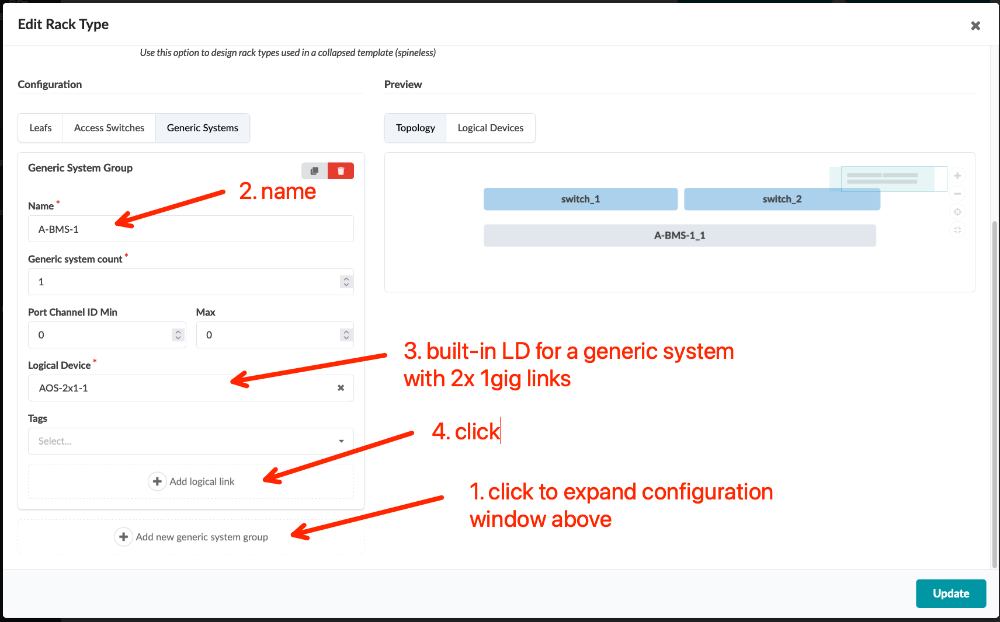 Edit Rack Type
Use this option to design rack types used in a collapsed template (spineless)
Configuration
Preview
Leafs
Access Switches
Generic Systems
Topology
Logical Devices
Generic System Group
2. name
Name *
A-BMS-1
Generic system count *
1
Port Channel ID Min
Max
0
0
Logical Device *
AOS-2x1-1
Tags
Select...
Add logical link
Add new generic system group
switch_1
switch_2
A-BMS-1_1
3. built-in LD for a generic system
with 2x 1gig links
4. click
1. click to expand configuration
window above
Update